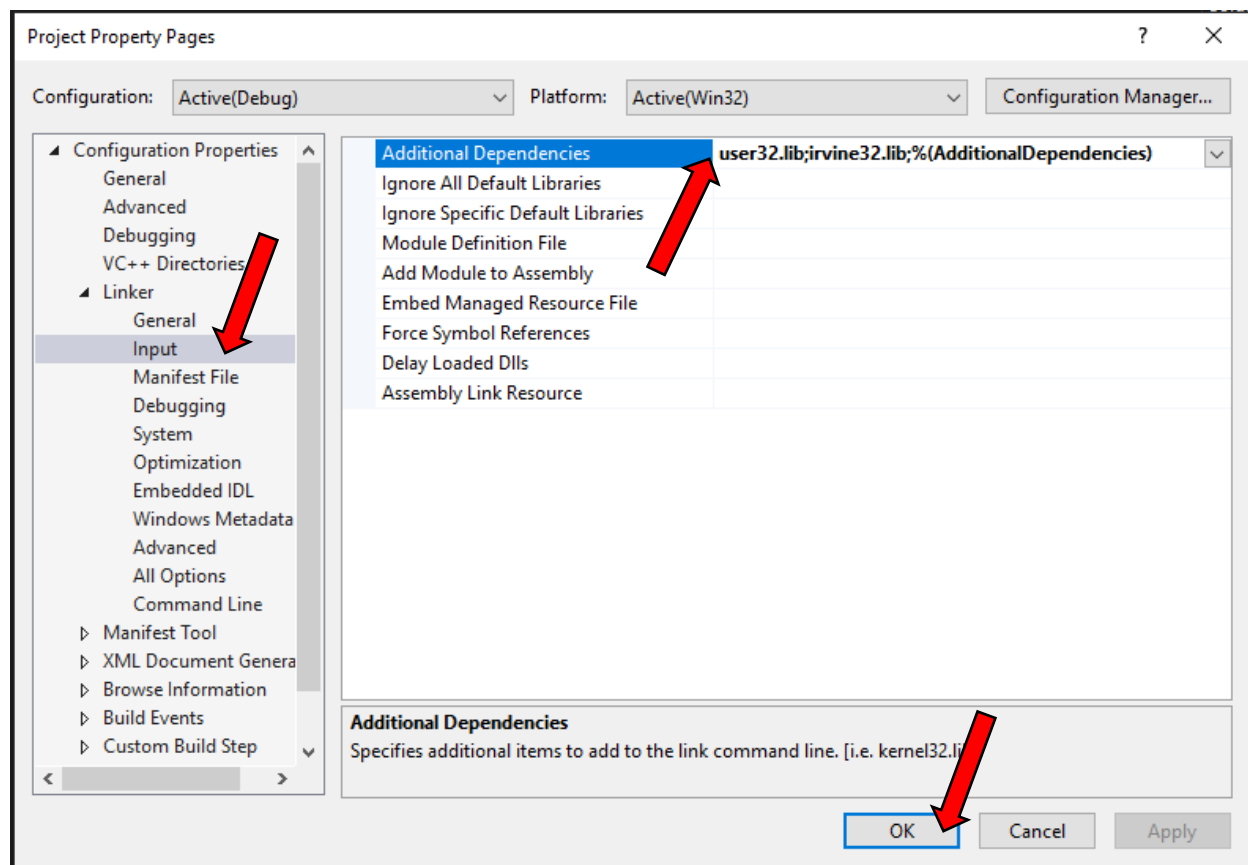 Project Property Pages
?
Configuration:
Active(Debug)
Platform:
Active(Win32)
Configuration Manager...
Configuration Properties
General
Advanced
Debugging
VC++ Directories
Linker
General
Input
Manifest File
Debugging
System
Optimization
Embedded IDL
Windows Metadata
Advanced
All Options
Command Line
Manifest Tool
XML Document Genera
Browse Information
Build Events
Custom Build Step
Additional Dependencies
user32.lib;irvine32.lib;%(AdditionalDependencies)
Ignore All Default Libraries
Ignore Specific Default Libraries
Module Definition File
Add Module to Assembly
Embed Managed Resource File
Force Symbol References
Delay Loaded Dlls
Assembly Link Resource
Additional Dependencies
Specifies additional items to add to the link command line. [i.e. kernel32.li
OK
Cancel
Apply